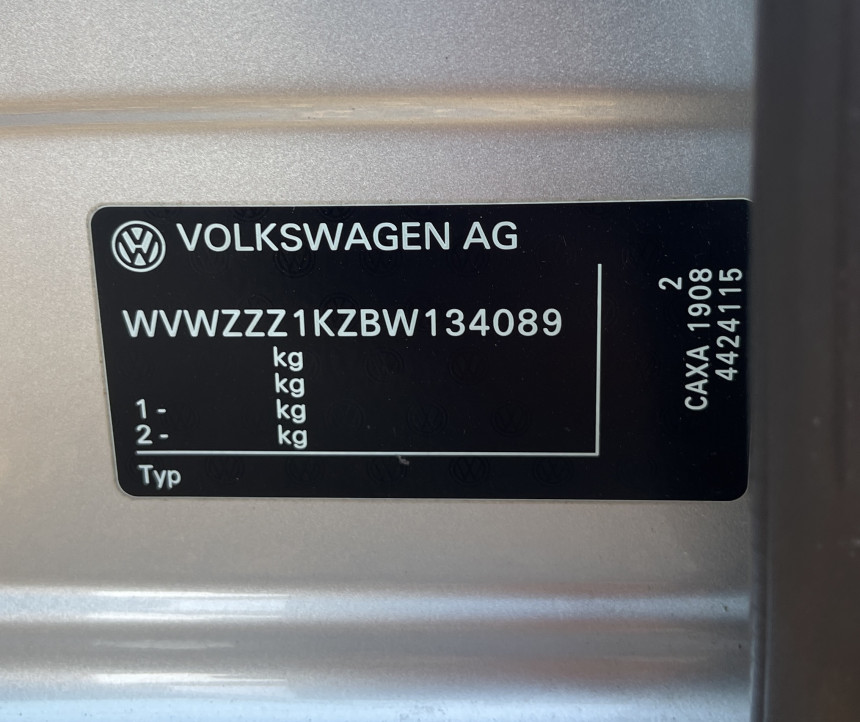 VOLKSWAGEN AG
WVWZZZ1KZBW134089
kg
kg
1 - kg
2 - kg
Typ
2
CAXA 1908
4424115